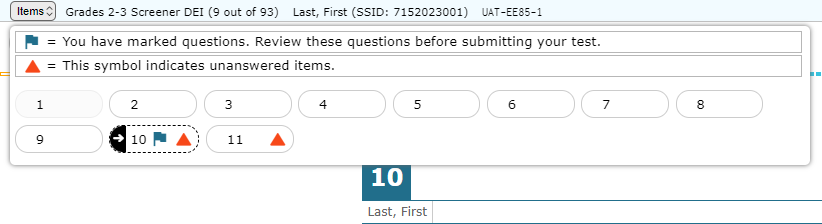 Items Grades 2-3 Screener DEI (9 out of 93) Last, First (SSID: 7152023001) UAT-EE85-1
= You have marked questions. Review these questions before submitting your test.
= This symbol indicates unanswered items.
1 2 3 4 5 6 7 8
9 10 11
10
Last, First